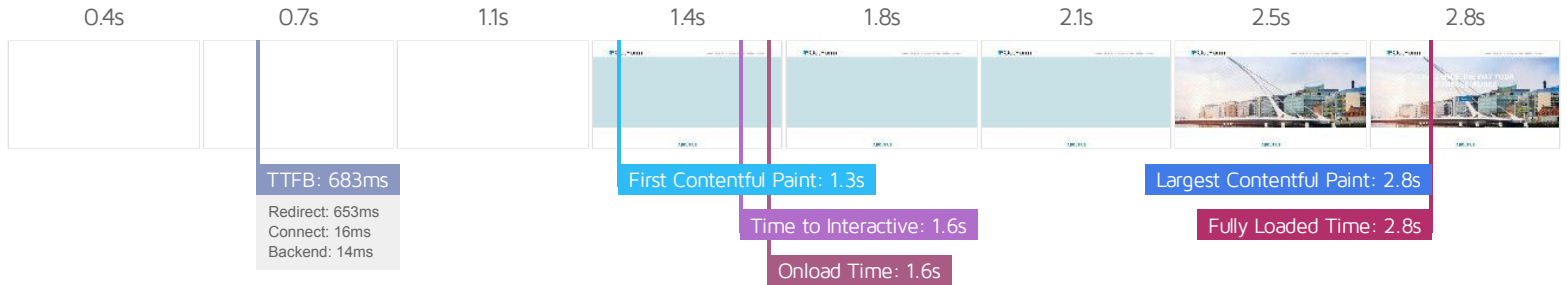 0.4s
0.7s
1.1s
1.4s
1.8s
2.1s
2.5s
2.8s
TTFB: 683ms
Redirect: 653ms
Connect: 16ms
Backend: 14ms
First Contentful Paint: 1.3s
Time to Interactive: 1.6s
Onload Time: 1.6s
Largest Contentful Paint: 2.8s
Fully Loaded Time: 2.8s